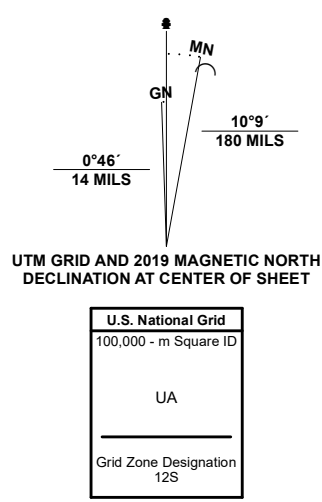 MN
GN
10°9´
180 MILS
0°46´
14 MILS
UTM GRID AND 2019 MAGNETIC NORTH
DECLINATION AT CENTER OF SHEET
U.S. National Grid
100,000 - m Square ID
UA
Grid Zone Designation
12S